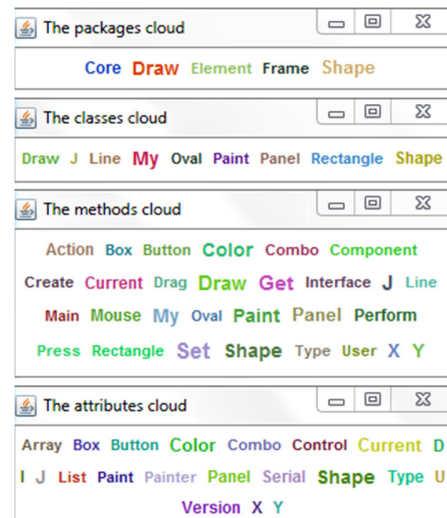 The packages cloud
Core Draw Element Frame Shape
The classes cloud
Draw J Line My Oval Paint Panel Rectangle Shape
The methods cloud
Action Box Button Color Combo Component
Create Current Drag Draw Get Interface J Line
Main Mouse My Oval Paint Panel Perform
Press Rectangle Set Shape Type User X Y
The attributes cloud
Array Box Button Color Combo Control Current D
I J List Paint Painter Panel Serial Shape Type U
Version X Y